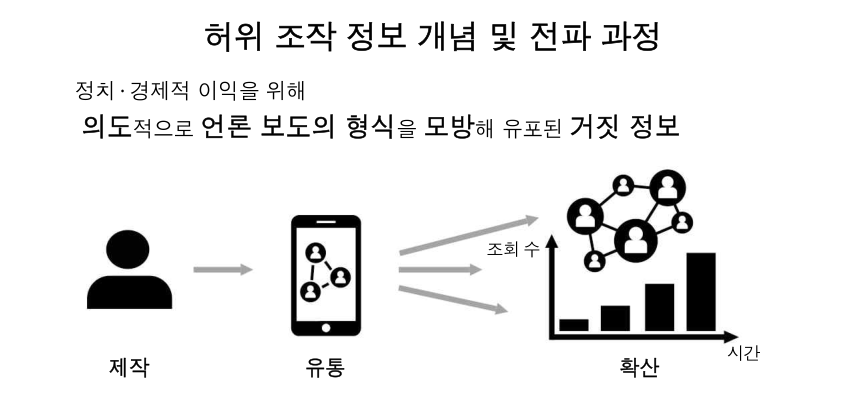 허위 조작 정보 개념 및 전파 과정
정치·경제적 이익을 위해
의도적으로 언론 보도의 형식을 모방해 유포된 거짓 정보
조회 수
시간
제작
유통
확산